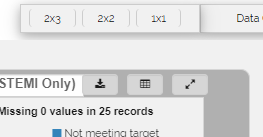 2x3 2x2 1x1 Data
STEMI Only)
Missing 0 values in 25 records
Not meeting target